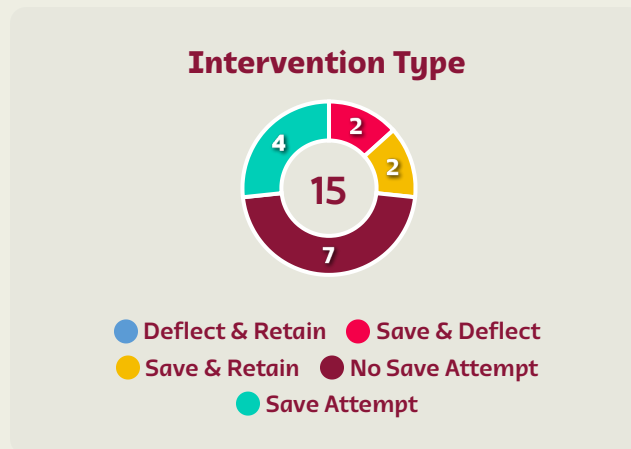 Intervention Type
2
4
2
15
7
Deflect & Retain Save & Deflect
Save & Retain No Save Attempt
Save Attempt